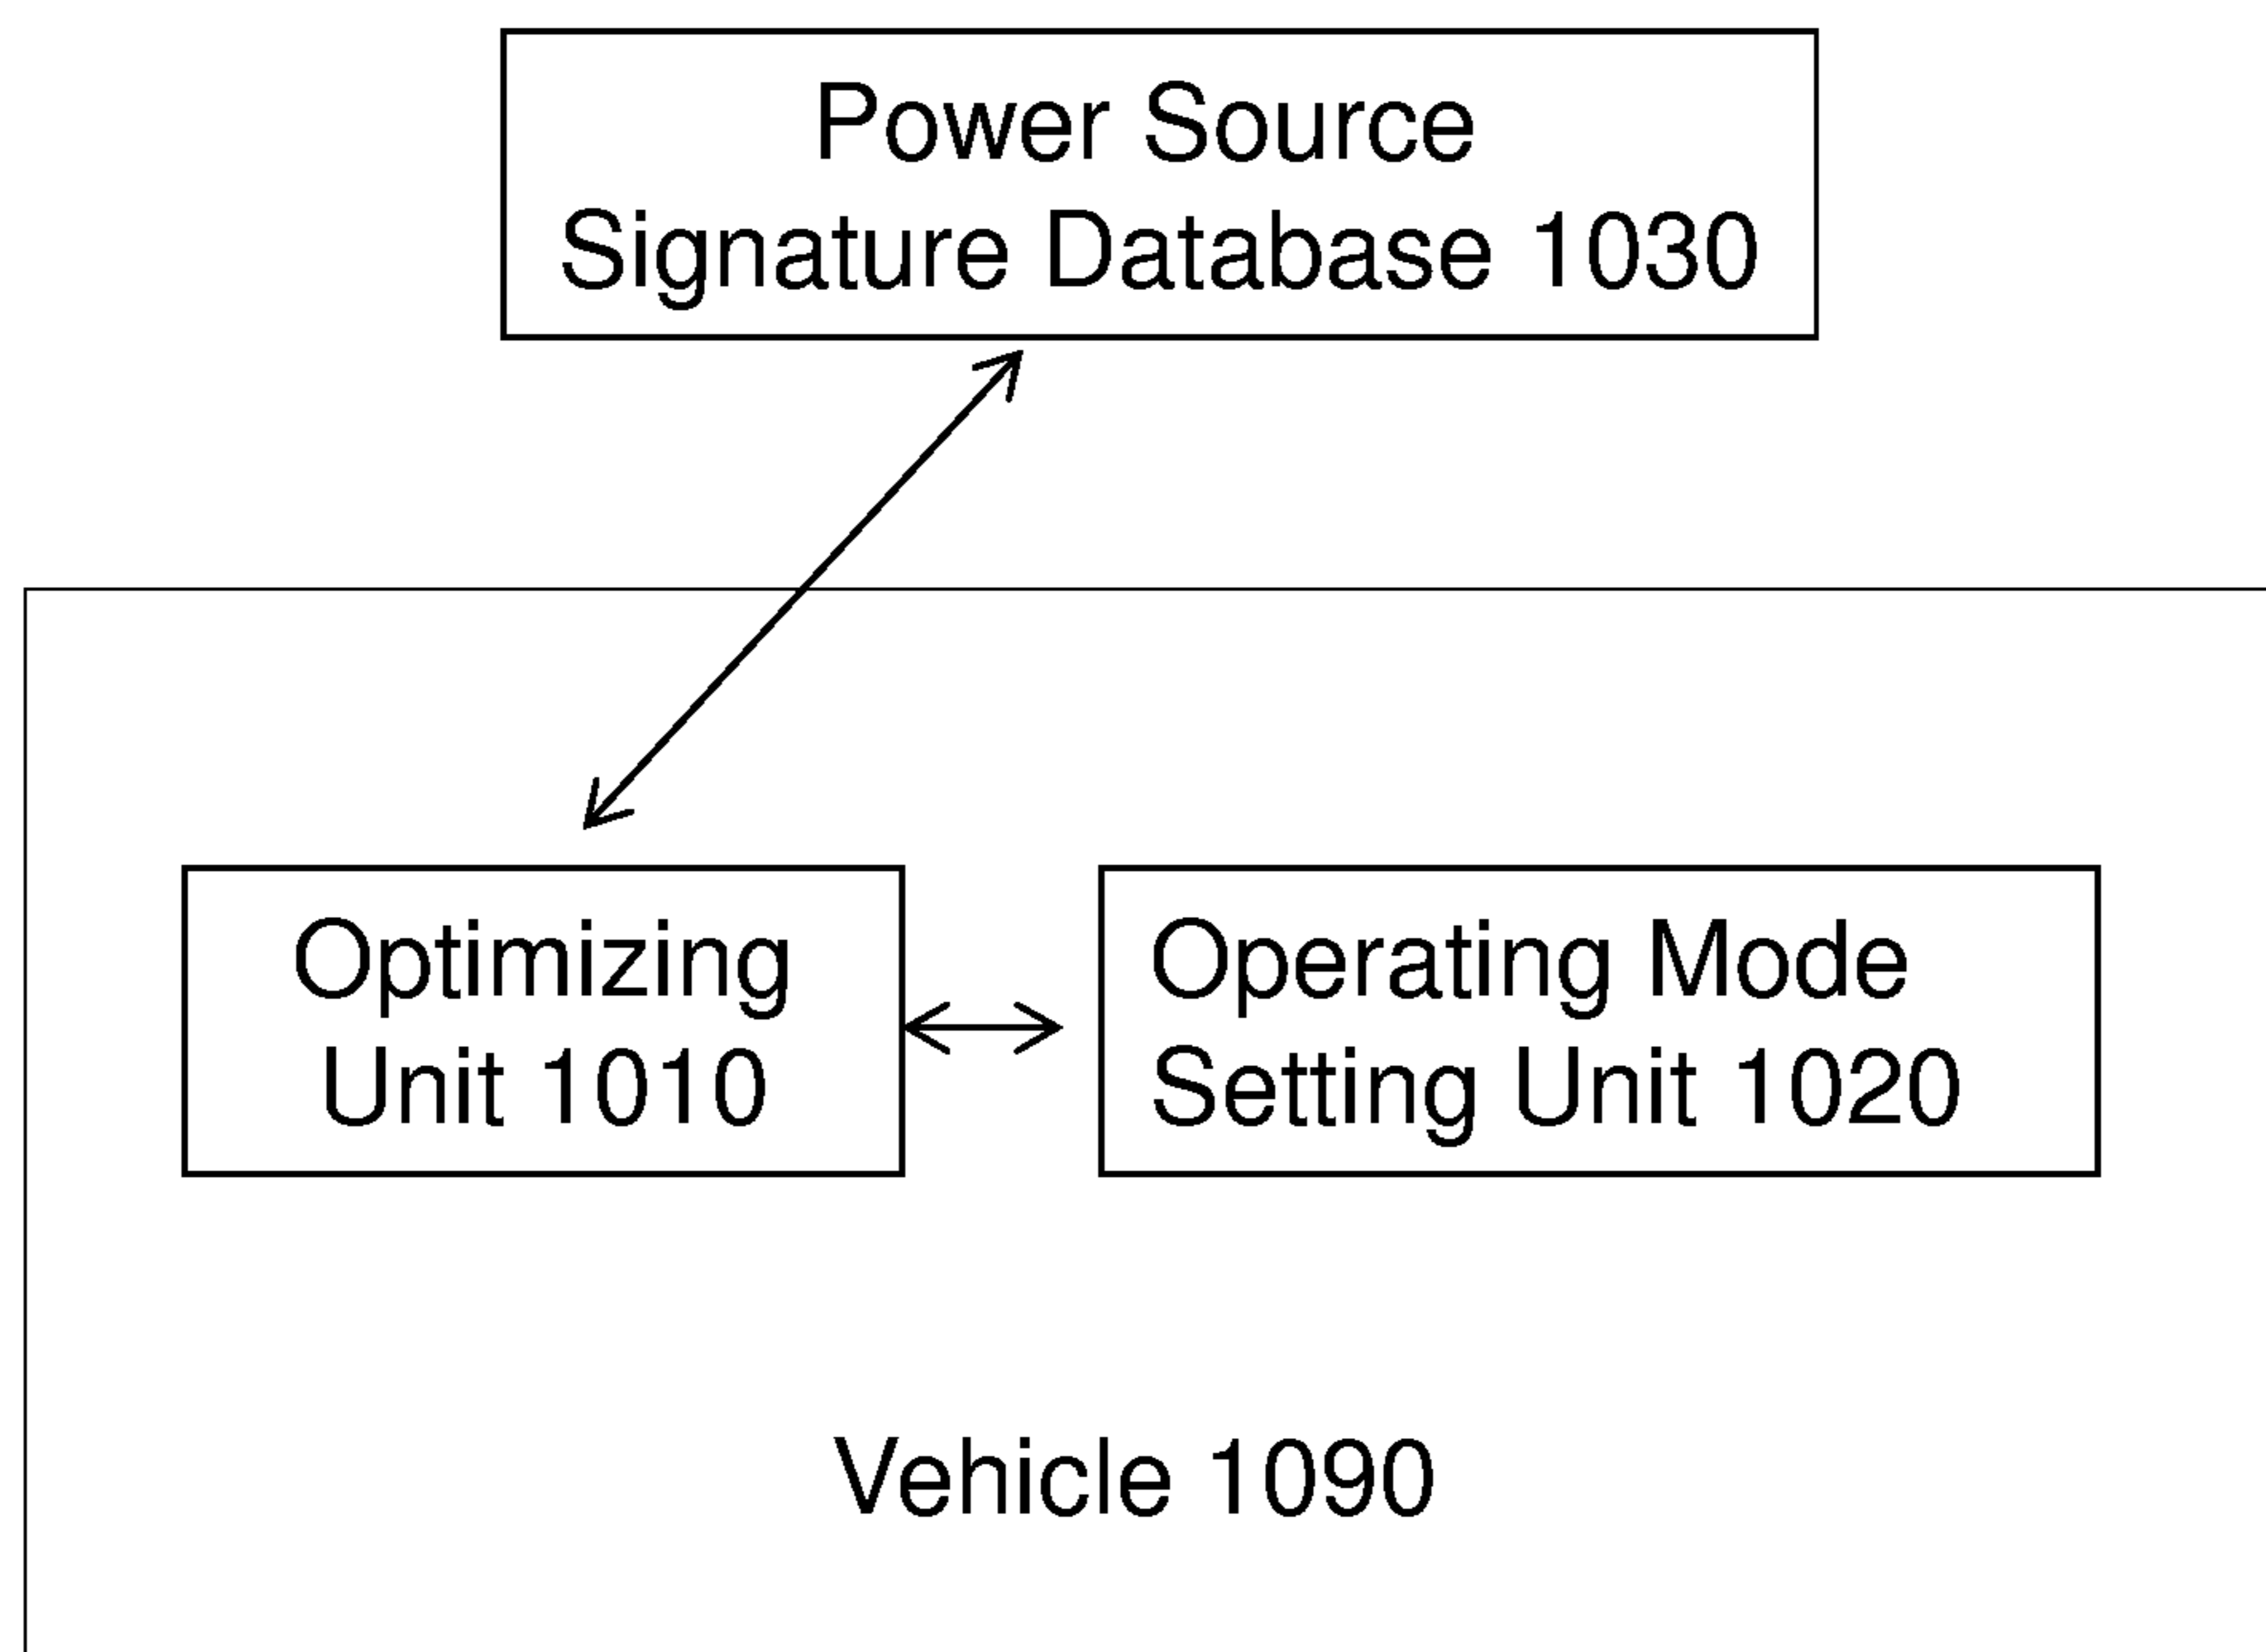 Power Source
Signature Database 1030
Optimizing
Unit 1010
Operating Mode
Setting Unit 1020
Vehicle 1090